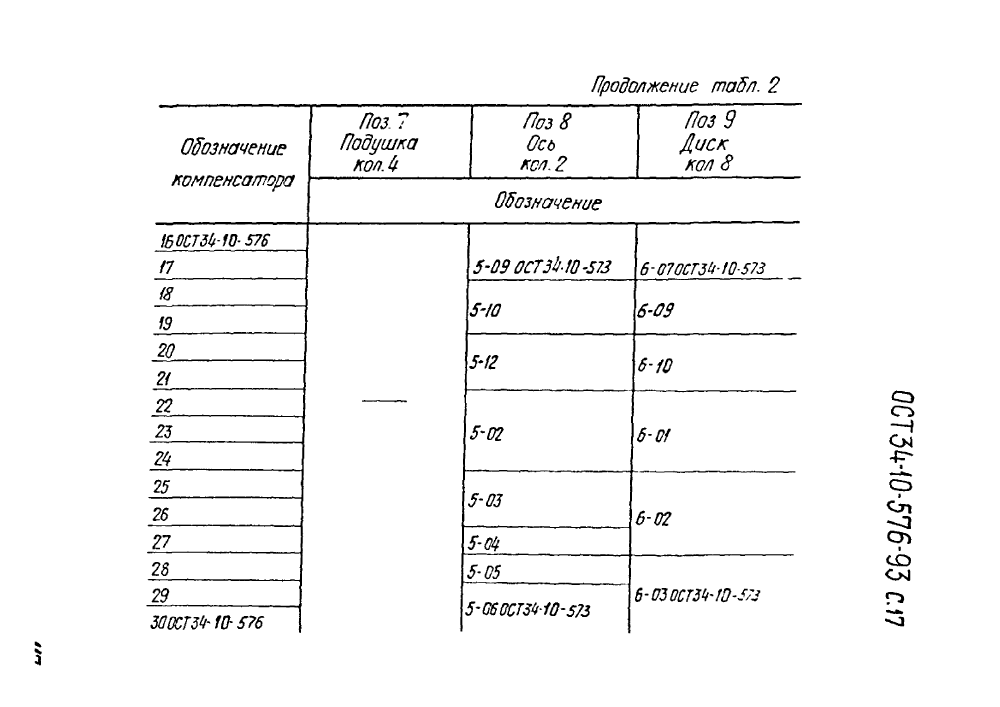 Продолжение табл. 2
Обозначение компенсатора
Поз. 7 Подушка кол. 4
Поз 8 Ось кол. 2
Поз 9 Диск кол 8
Обозначение
16 ОСТ34-10-576
17
5-09 ОСТ34-10-573
6-07 ОСТ34-10-573
18
19
5-10
6-09
20
21
5-12
6-10
22
23
24
—
5-02
6-01
25
26
5-03
6-02
27
5-04
28
5-05
29
6-03 ОСТ34-10-573
30 ОСТ34-10-576
5-06 ОСТ34-10-573
ОСТ34-10-576-93 С.17